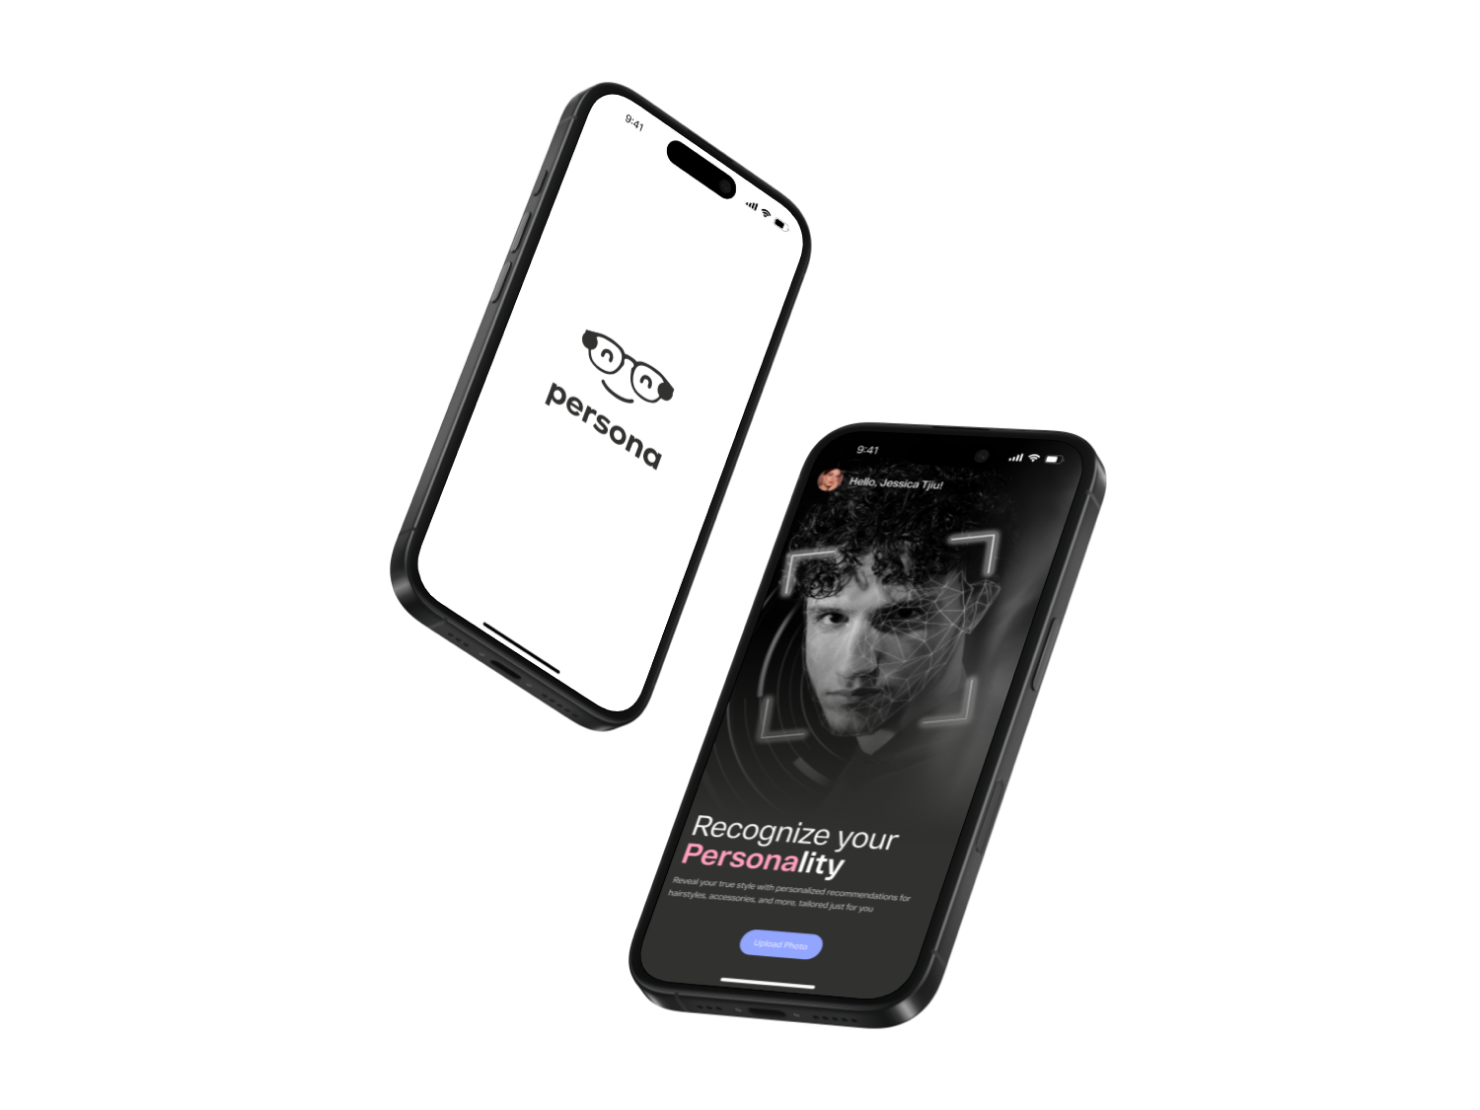 9:41
persona
9:41
Hello, Jessica Tjiu!
Recognize your
Personality
Reveal your true style with personalized recommendations for
hairstyles, accessories, and more, tailored just for you
Upload Photo